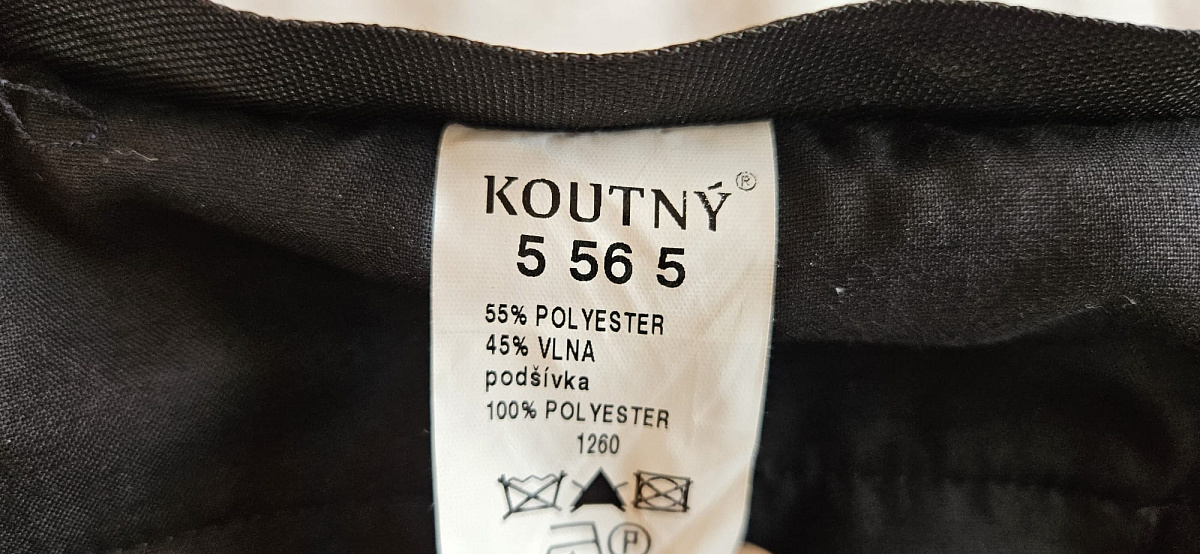 KOUTNÝ®
5 56 5
55% POLYESTER
45% VLNA
podšívka
100% POLYESTER
1260
P